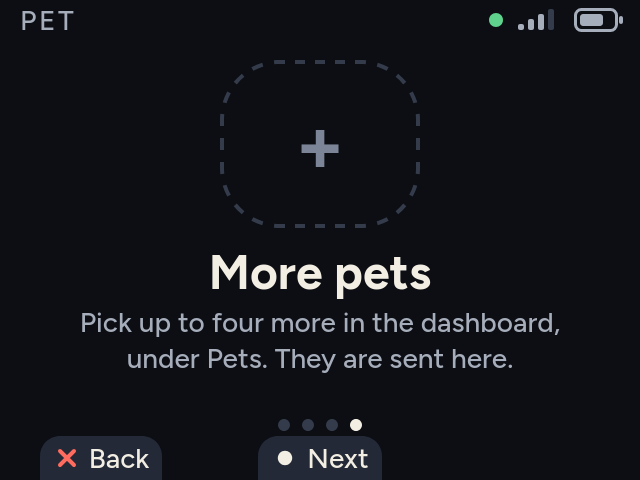 PET
+
More pets
Pick up to four more in the dashboard,
under Pets. They are sent here.
Back
Next